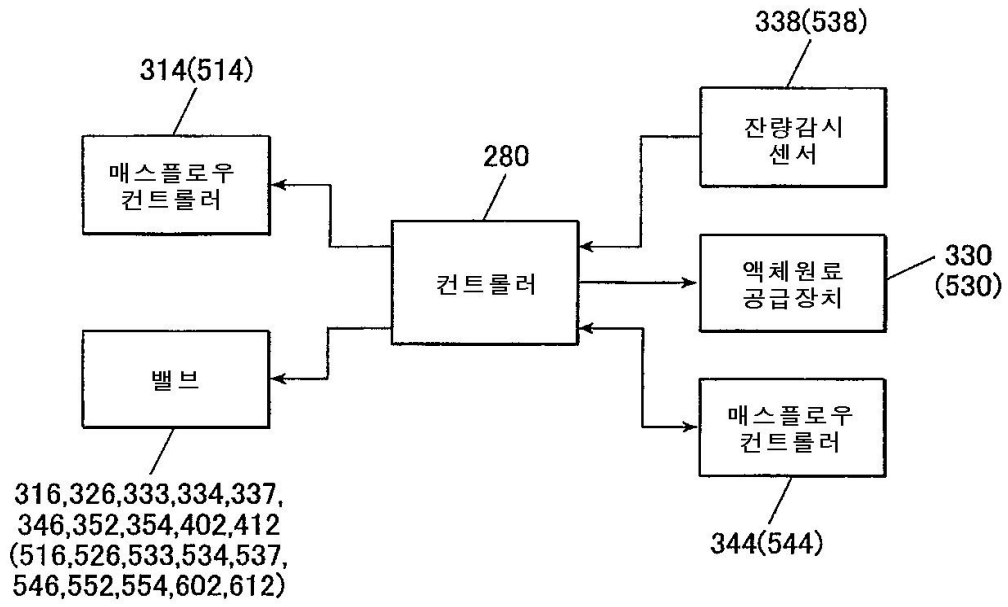 338(538)
314(514)
잔량감시
센서
매스플로우
컨트롤러
280
컨트롤러
액체원료
공급장치
330
(530)
밸브
매스플로우
컨트롤러
316,326,333,334,337,
346,352,354,402,412
(516,526,533,534,537,
546,552,554,602,612)
344(544)